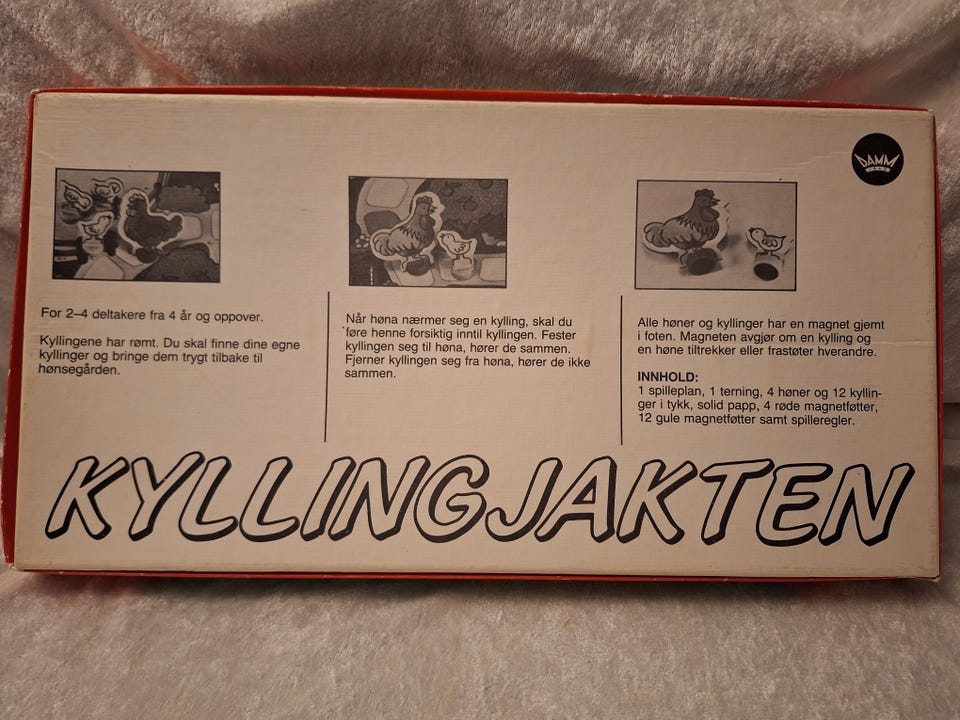 DAMM
For 2–4 deltakere fra 4 år og oppover.
Kyllingene har rømt. Du skal finne dine egne
kyllinger og bringe dem trygt tilbake til
hønsegården.
Når høna nærmer seg en kylling, skal du
føre henne forsiktig inntil kyllingen. Fester
kyllingen seg til høna, hører de sammen.
Fjerner kyllingen seg fra høna, hører de ikke
sammen.
Alle høner og kyllinger har en magnet gjemt
i foten. Magneten avgjør om en kylling og
en høne tiltrekker eller frastøter hverandre.
INNHOLD:
1 spilleplan, 1 terning, 4 høner og 12 kyllin-
ger i tykk, solid papp, 4 røde magnetføtter,
12 gule magnetføtter samt spilleregler.
KYLLINGJAKTEN